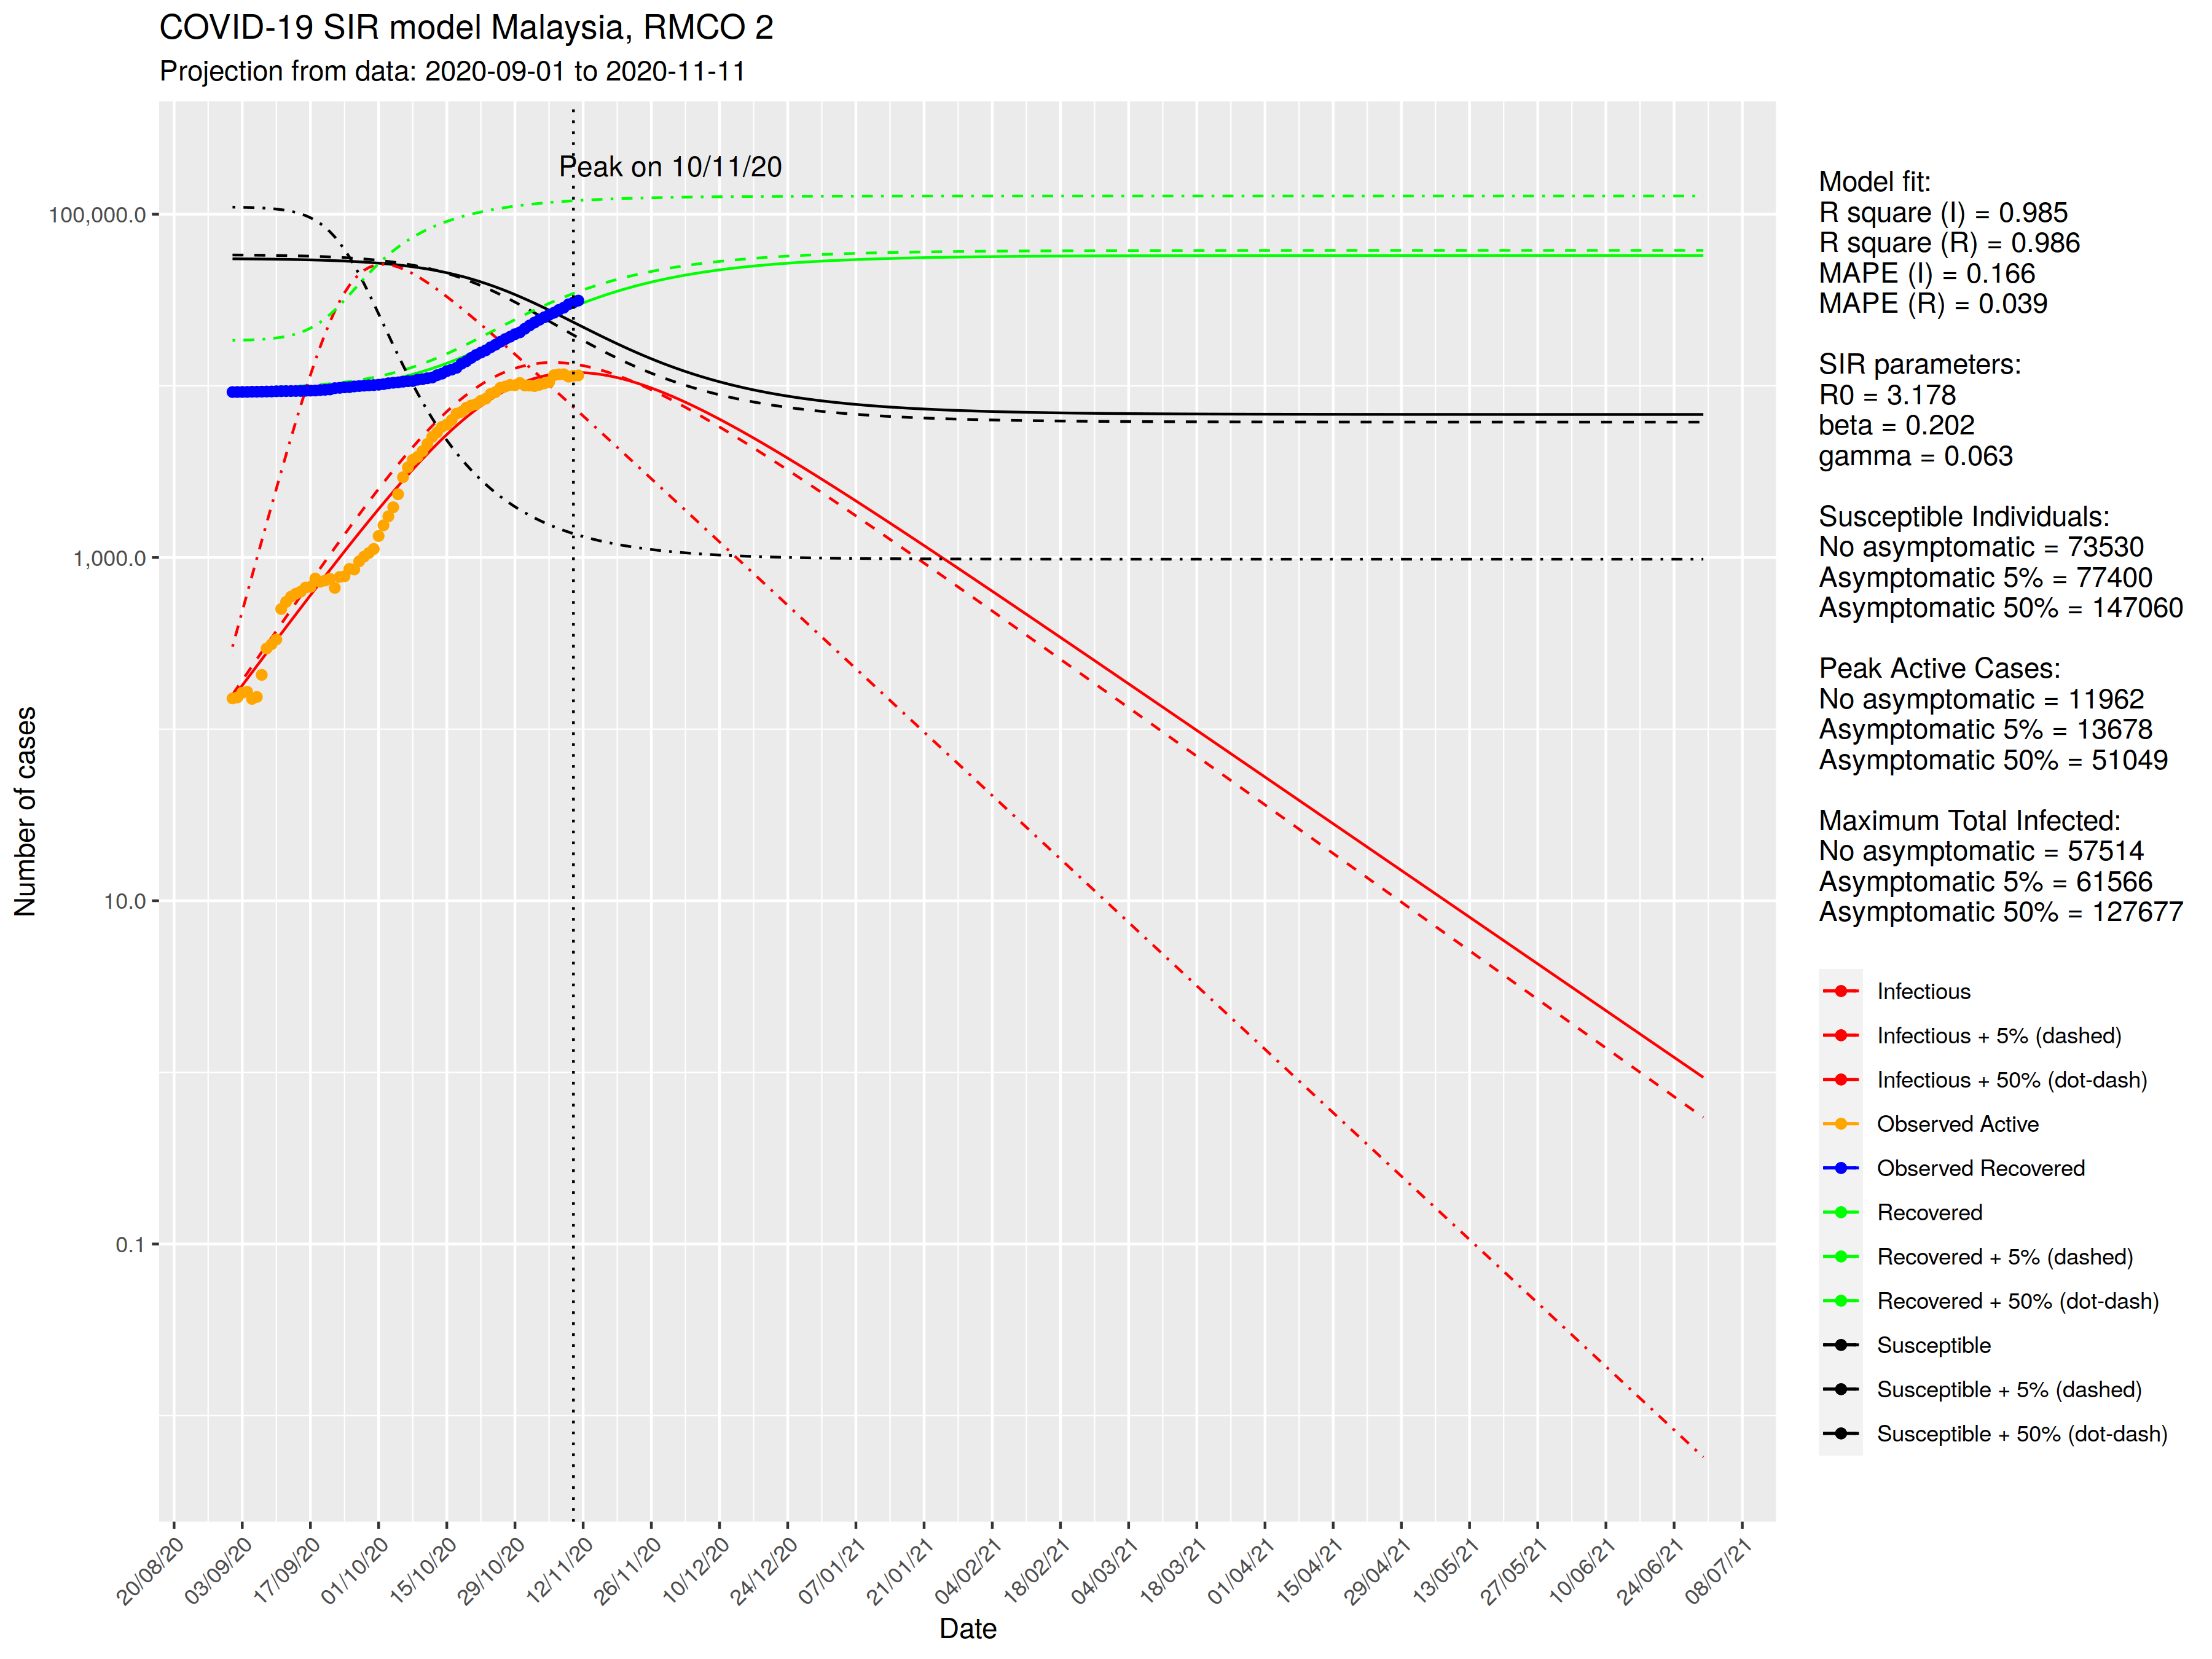 COVID-19 SIR model Malaysia, RMCO 2
Projection from data: 2020-09-01 to 2020-11-11
Peak on 10/11/20
100,000.0
1,000.0
10.0
0.1
Number of cases
20/08/20
03/09/20
17/09/20
01/10/20
15/10/20
29/10/20
12/11/20
26/11/20
10/12/20
24/12/20
07/01/21
21/01/21
04/02/21
18/02/21
04/03/21
18/03/21
01/04/21
15/04/21
29/04/21
13/05/21
27/05/21
10/06/21
24/06/21
08/07/21
Date
Model fit:
R square (I) = 0.985
R square (R) = 0.986
MAPE (I) = 0.166
MAPE (R) = 0.039
SIR parameters:
R0 = 3.178
beta = 0.202
gamma = 0.063
Susceptible Individuals:
No asymptomatic = 73530
Asymptomatic 5% = 77400
Asymptomatic 50% = 147060
Peak Active Cases:
No asymptomatic = 11962
Asymptomatic 5% = 13678
Asymptomatic 50% = 51049
Maximum Total Infected:
No asymptomatic = 57514
Asymptomatic 5% = 61566
Asymptomatic 50% = 127677
Infectious
Infectious + 5% (dashed)
Infectious + 50% (dot-dash)
Observed Active
Observed Recovered
Recovered
Recovered + 5% (dashed)
Recovered + 50% (dot-dash)
Susceptible
Susceptible + 5% (dashed)
Susceptible + 50% (dot-dash)